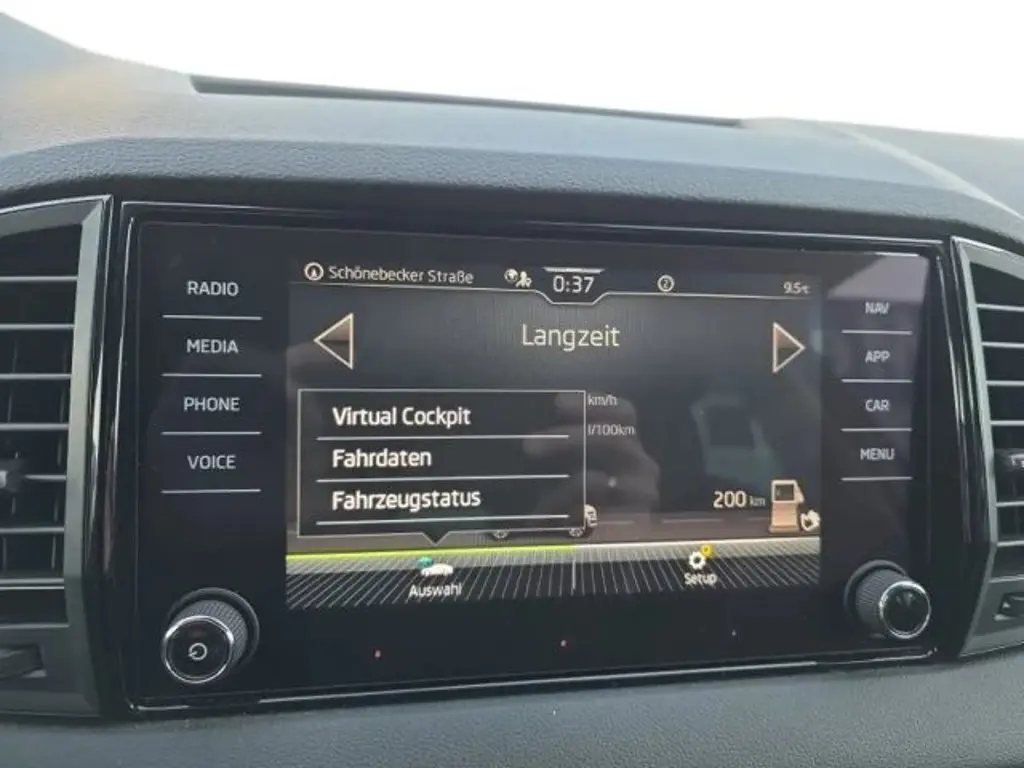 RADIO
MEDIA
PHONE
VOICE
Schönebecker Straße
0:37
2
9.5°C
Langzeit
km/h
l/100km
Virtual Cockpit
Fahrdaten
Fahrzeugstatus
200 km
Auswahl
Setup
NAV
APP
CAR
MENU